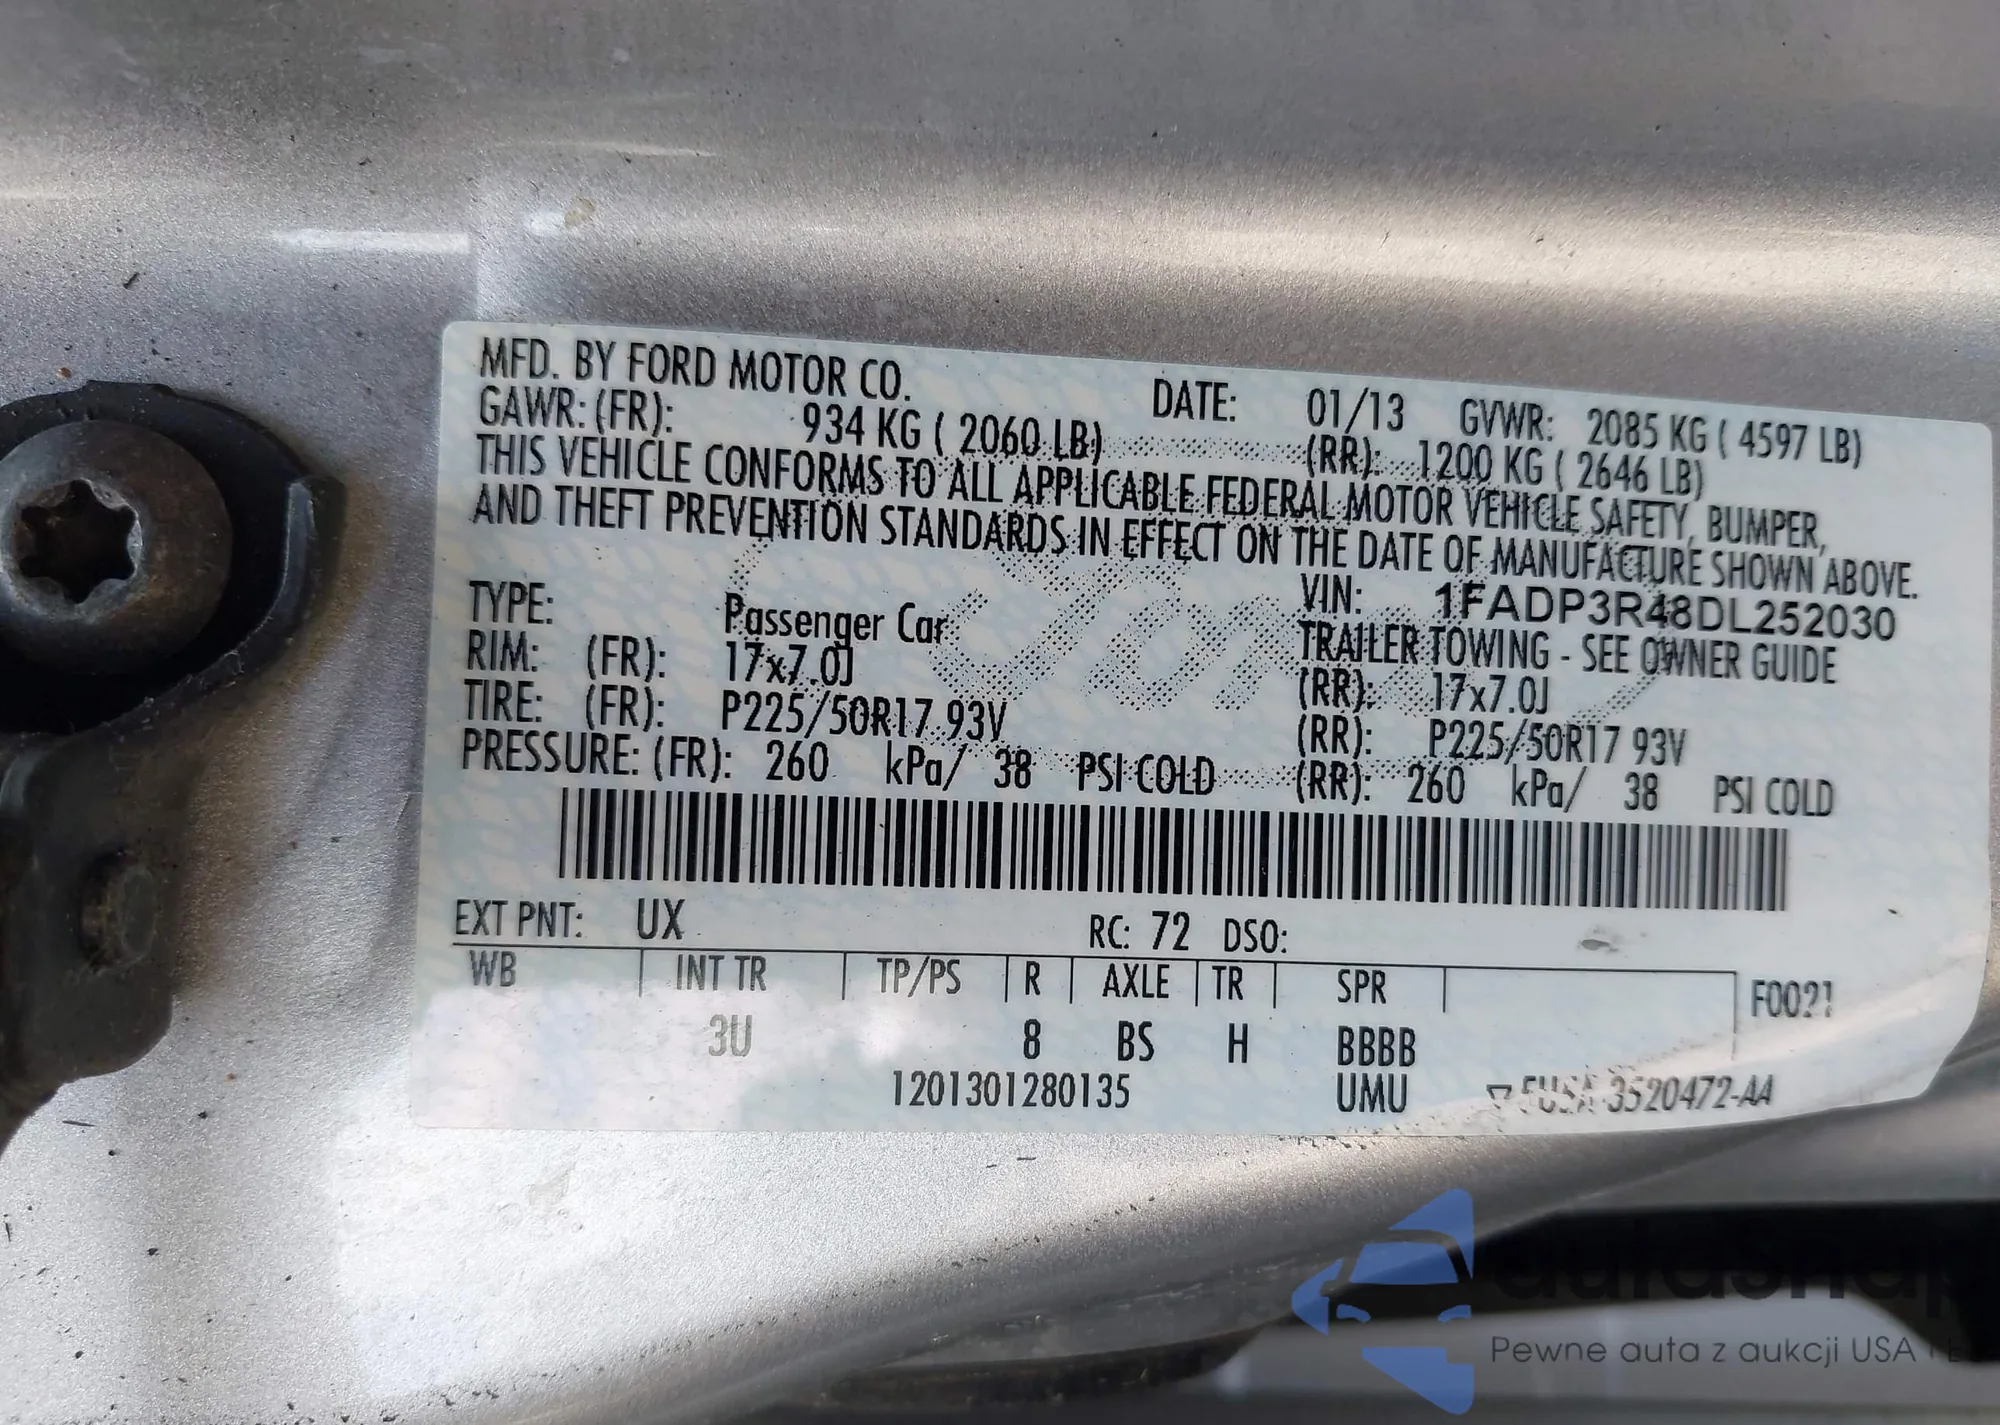 MFD. BY FORD MOTOR CO. DATE: 01/13 GVWR: 2085 KG ( 4597 LB)
GAWR: (FR): 934 KG ( 2060 LB) (RR): 1200 KG ( 2646 LB)
THIS VEHICLE CONFORMS TO ALL APPLICABLE FEDERAL MOTOR VEHICLE SAFETY, BUMPER,
AND THEFT PREVENTION STANDARDS IN EFFECT ON THE DATE OF MANUFACTURE SHOWN ABOVE.
VIN: 1FADP3R48DL252030
TYPE: Passenger Car TRAILER TOWING - SEE OWNER GUIDE
RIM: (FR): 17x7.0J (RR): 17x7.0J
TIRE: (FR): P225/50R17 93V (RR): P225/50R17 93V
PRESSURE: (FR): 260 kPa/ 38 PSI COLD (RR): 260 kPa/ 38 PSI COLD
EXT PNT: UX RC: 72 DSO:
WB INT TR TP/PS R AXLE TR SPR F0021
3U 8 BS H BBBB
1201301280135 UMU 3520472-AA
Pewne auta z aukcji USA